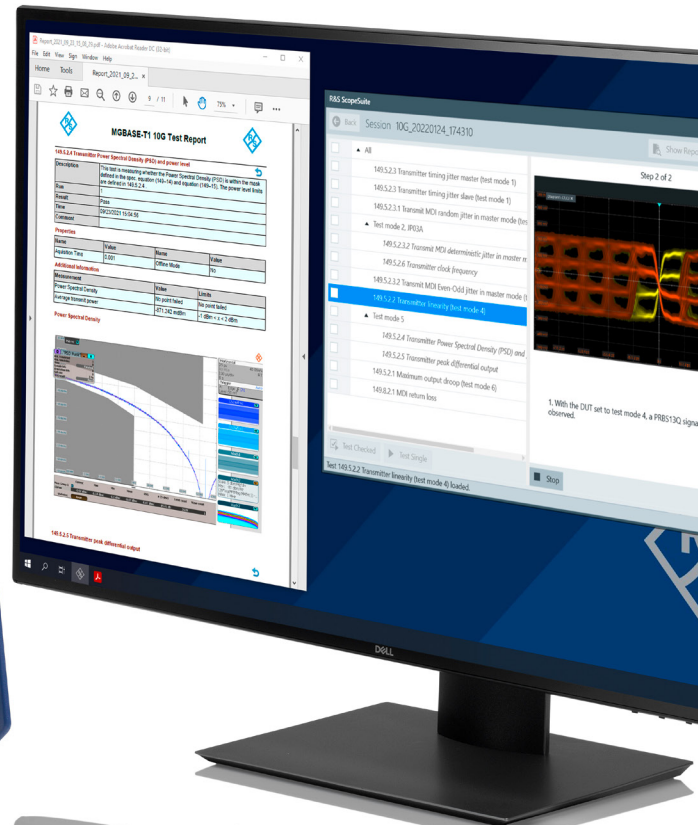 Report_2021_09_23_15_08_26.pdf - Adobe Acrobat Reader DC (32-bit)
File Edit View Sign Window Help
Home Tools Report_2021_09_2... ×
9 / 11 75%
MGBASE-T1 10G Test Report
149.5.2.4 Transmitter Power Spectral Density (PSD) and power level
Description This test is measuring whether the Power Spectral Density (PSD) is within the mask
defined in the spec. equation (149–14) and equation (149–15). The power level limits
are defined in 149.5.2.4 .
Run 1
Result Pass
Time 09/23/2021 15:04:58
Comment
Properties
Name Value Name Value
Aquisition Time 0.001 Offline Mode No
Additional Information
Measurement Value Limits
Power Spectral Density No point failed No point failed
Average transmit power -871.242 mdBm -1 dBm < x < 2 dBm
Power Spectral Density
149.5.2.5 Transmitter peak differential output
R&S ScopeSuite
Back Session 10G_20220124_174310
Show Repor
All
Step 2 of 2
149.5.2.3 Transmitter timing jitter master (test mode 1)
149.5.2.3 Transmitter timing jitter slave (test mode 1)
149.5.2.3.1 Transmit MDI random jitter in master mode (tes
Test mode 2, JP03A
149.5.2.3.2 Transmit MDI deterministic jitter in master m
149.5.2.6 Transmitter clock frequency
149.5.2.3.2 Transmit MDI Even-Odd jitter in master mode (t
149.5.2.2 Transmitter linearity (test mode 4)
Test mode 5
149.5.2.4 Transmitter Power Spectral Density (PSD) and
149.5.2.5 Transmitter peak differential output
149.5.2.1 Maximum output droop (test mode 6)
149.8.2.1 MDI return loss
1. With the DUT set to test mode 4, a PRBS13Q signa
observed.
Test Checked Test Single
Stop
Test 149.5.2.2 Transmitter linearity (test mode 4) loaded.
DELL